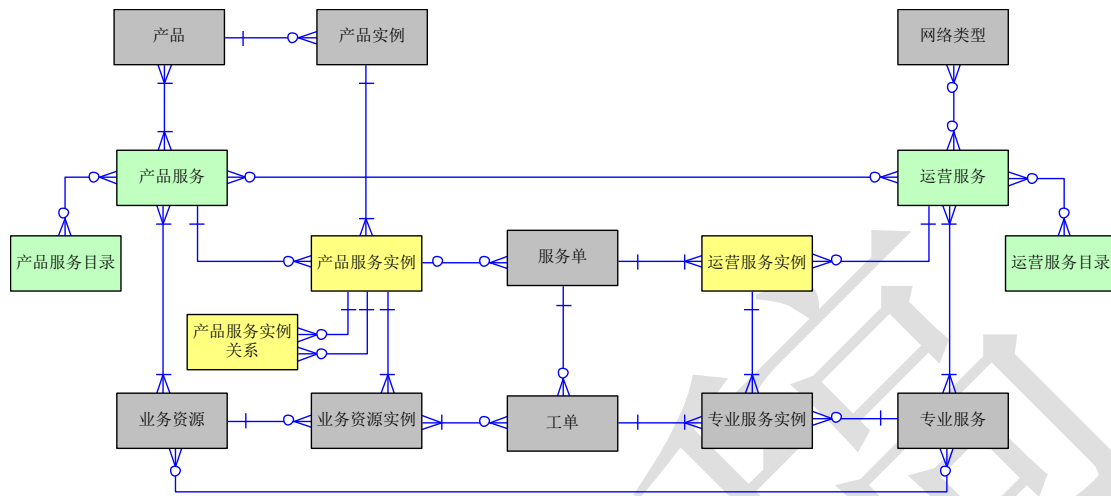 产品
产品实例
网络类型
产品服务
运营服务
产品服务目录
产品服务实例
服务单
运营服务实例
运营服务目录
产品服务实例
关系
业务资源
业务资源实例
工单
专业服务实例
专业服务